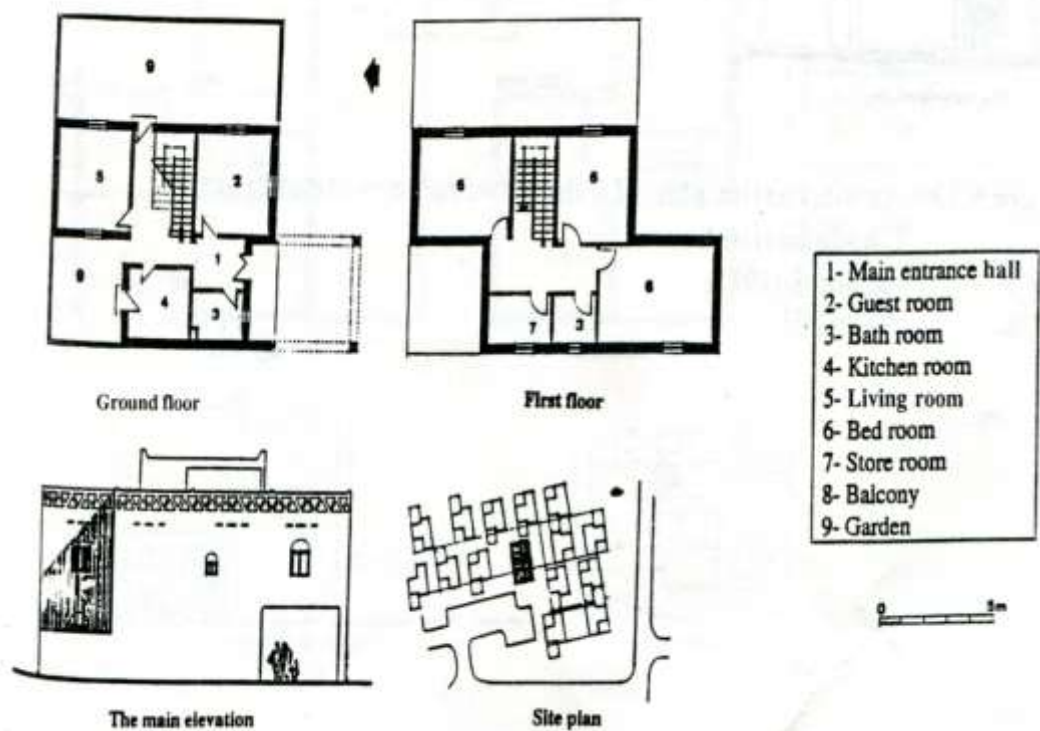 9
5
2
1
9
4
3
Ground floor
6
6
6
7
3
First floor
1- Main entrance hall
2- Guest room
3- Bath room
4- Kitchen room
5- Living room
6- Bed room
7- Store room
8- Balcony
9- Garden
0 5m
The main elevation
Site plan